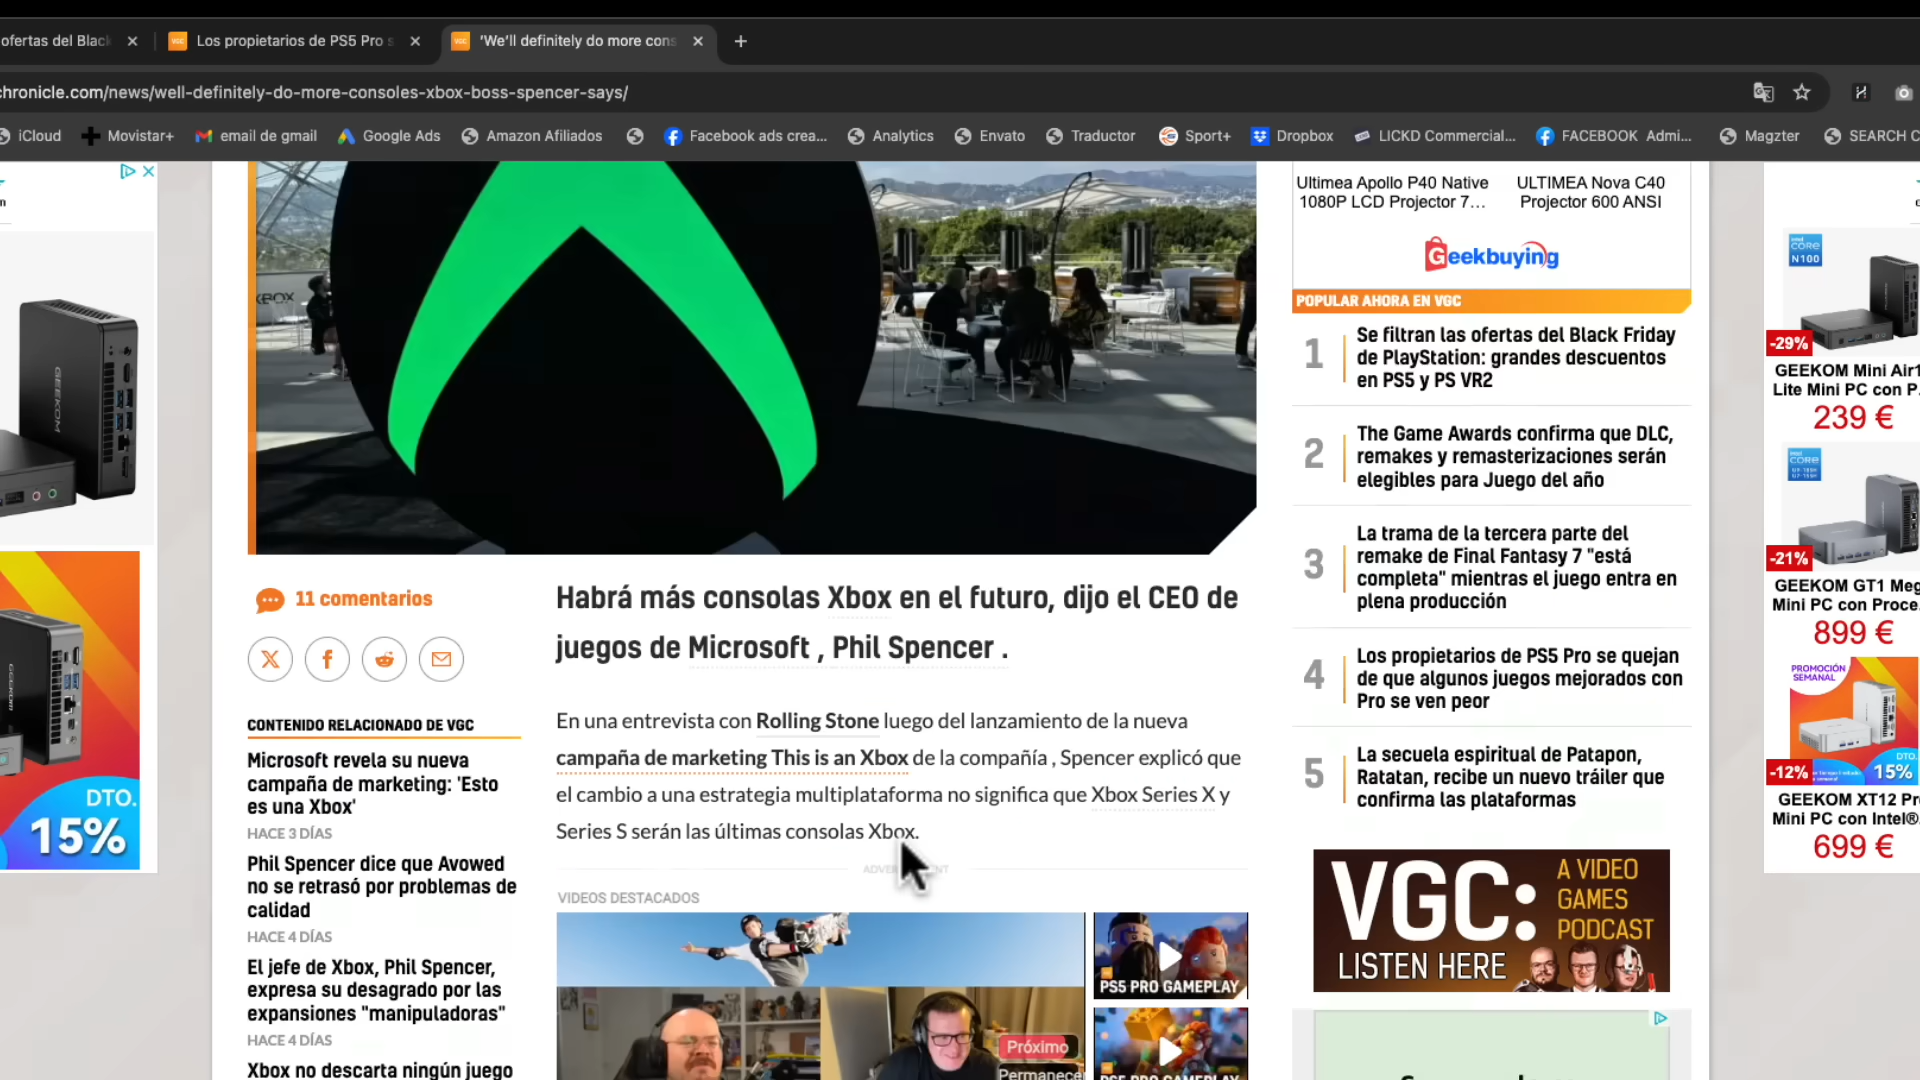 ofertas del Black
Los propietarios de PS5 Pro s
'We'll definitely do more cons
chronicle.com/news/well-definitely-do-more-consoles-xbox-boss-spencer-says/
iCloud
Movistar+
email de gmail
Google Ads
Amazon Afiliados
Facebook ads crea...
Analytics
Envato
Traductor
Sport+
Dropbox
LICKD Commercial...
FACEBOOK Admi...
Magzter
SEARCH C
GEEKOM
DTO.
15%
11 comentarios
CONTENIDO RELACIONADO DE VGC
Microsoft revela su nueva
campaña de marketing: 'Esto
es una Xbox'
HACE 3 DÍAS
Phil Spencer dice que Avowed
no se retrasó por problemas de
calidad
HACE 4 DÍAS
El jefe de Xbox, Phil Spencer,
expresa su desagrado por las
expansiones "manipuladoras"
HACE 4 DÍAS
Xbox no descarta ningún juego
Habrá más consolas Xbox en el futuro, dijo el CEO de
juegos de Microsoft , Phil Spencer .
En una entrevista con Rolling Stone luego del lanzamiento de la nueva
campaña de marketing This is an Xbox de la compañía , Spencer explicó que
el cambio a una estrategia multiplataforma no significa que Xbox Series X y
Series S serán las últimas consolas Xbox.
VIDEOS DESTACADOS
Próximo
Permanece
PS5 PRO GAMEPLAY
PS5 PRO GAMEPLAY
Ultimea Apollo P40 Native
1080P LCD Projector 7...
ULTIMEA Nova C40
Projector 600 ANSI
Geekbuying
POPULAR AHORA EN VGC
1
Se filtran las ofertas del Black Friday
de PlayStation: grandes descuentos
en PS5 y PS VR2
2
The Game Awards confirma que DLC,
remakes y remasterizaciones serán
elegibles para Juego del año
3
La trama de la tercera parte del
remake de Final Fantasy 7 "está
completa" mientras el juego entra en
plena producción
4
Los propietarios de PS5 Pro se quejan
de que algunos juegos mejorados con
Pro se ven peor
5
La secuela espiritual de Patapon,
Ratatan, recibe un nuevo tráiler que
confirma las plataformas
VGC:
A VIDEO
GAMES
PODCAST
LISTEN HERE
intel
CORE
N100
-29%
GEEKOM Mini Air1
Lite Mini PC con P
239 €
intel
CORE
-21%
GEEKOM GT1 Meg
Mini PC con Proce
899 €
PROMOCIÓN
SEMANAL
DTO.
15%
-12%
GEEKOM XT12 Pr
Mini PC con Intel®
699 €